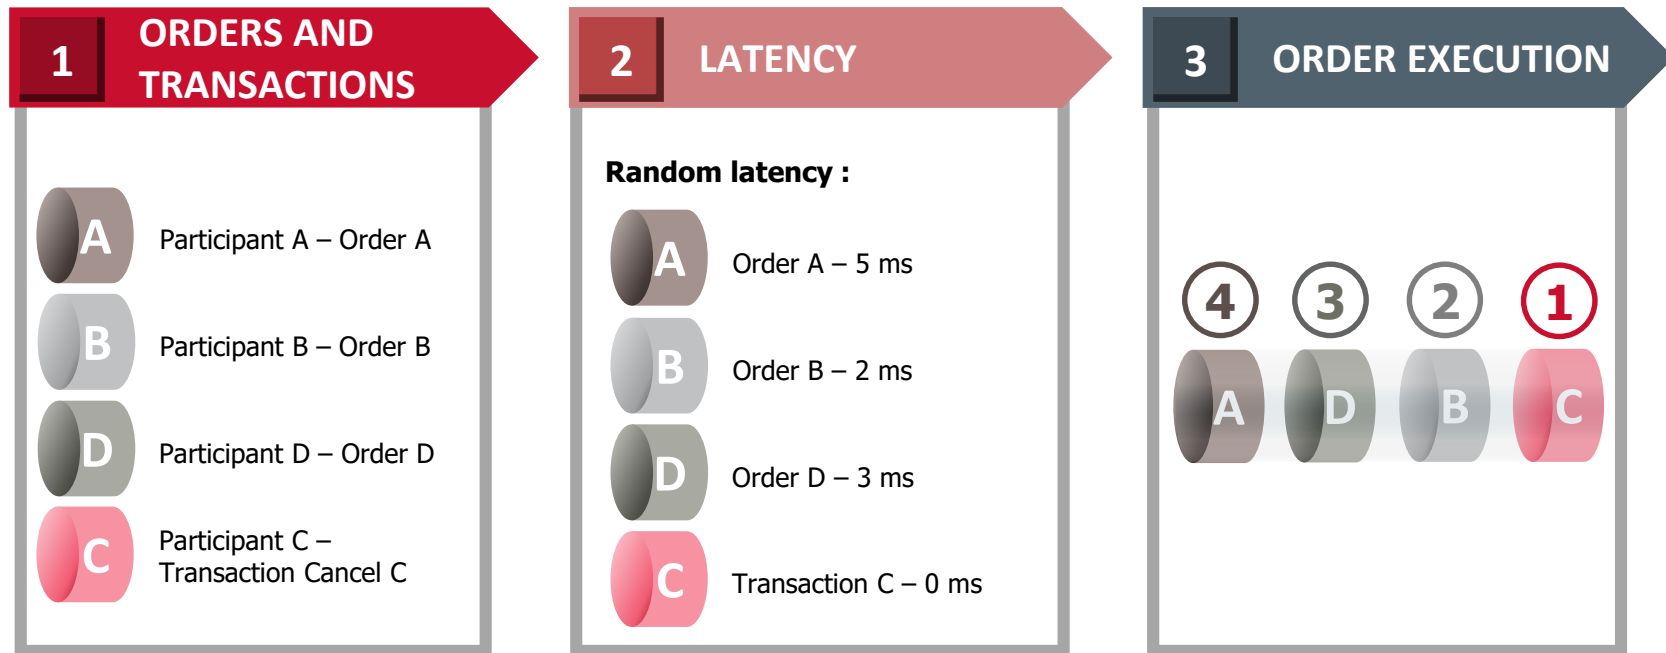 1
ORDERS AND
TRANSACTIONS
A
Participant A – Order A
B
Participant B – Order B
D
Participant D – Order D
C
Participant C –
Transaction Cancel C
2
LATENCY
Random latency :
A
Order A – 5 ms
B
Order B – 2 ms
D
Order D – 3 ms
C
Transaction C – 0 ms
3
ORDER EXECUTION
4 3 2 1
A D B C